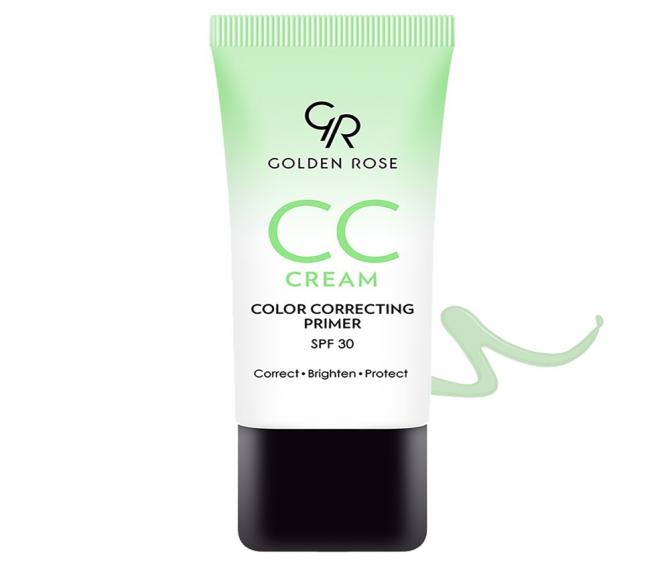 GR
GOLDEN ROSE
CC
CREAM
COLOR CORRECTING
PRIMER
SPF 30
Correct • Brighten • Protect